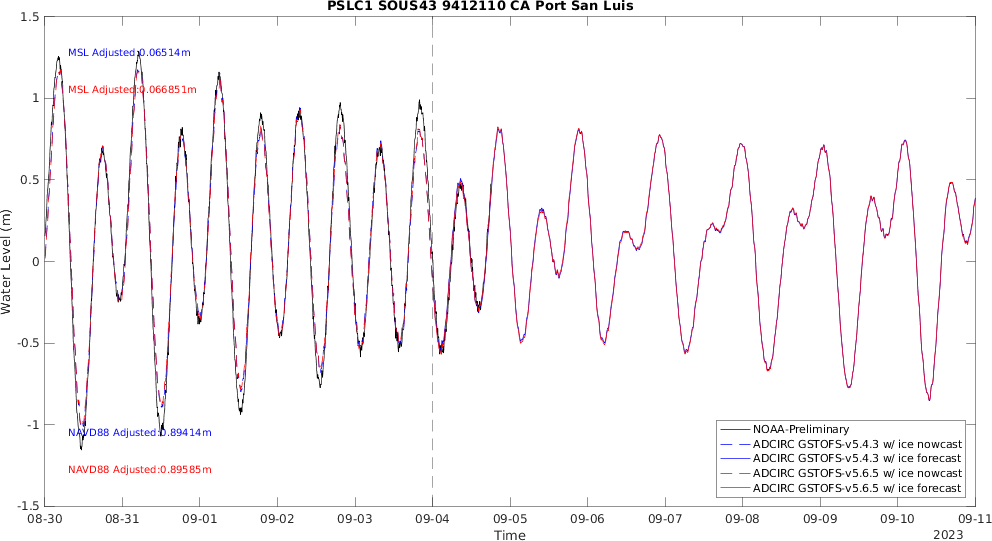 PSLC1 SOUS43 9412110 CA Port San Luis
1.5
1
0.5
0
-0.5
-1
-1.5
Water Level (m)
MSL Adjusted:0.06514m
MSL Adjusted:0.066851m
NAVD88 Adjusted:0.89414m
NAVD88 Adjusted:0.89585m
NOAA-Preliminary
ADCIRC GSTOFS-v5.4.3 w/ ice nowcast
ADCIRC GSTOFS-v5.4.3 w/ ice forecast
ADCIRC GSTOFS-v5.6.5 w/ ice nowcast
ADCIRC GSTOFS-v5.6.5 w/ ice forecast
08-30 08-31 09-01 09-02 09-03 09-04 09-05 09-06 09-07 09-08 09-09 09-10 09-11
Time
2023